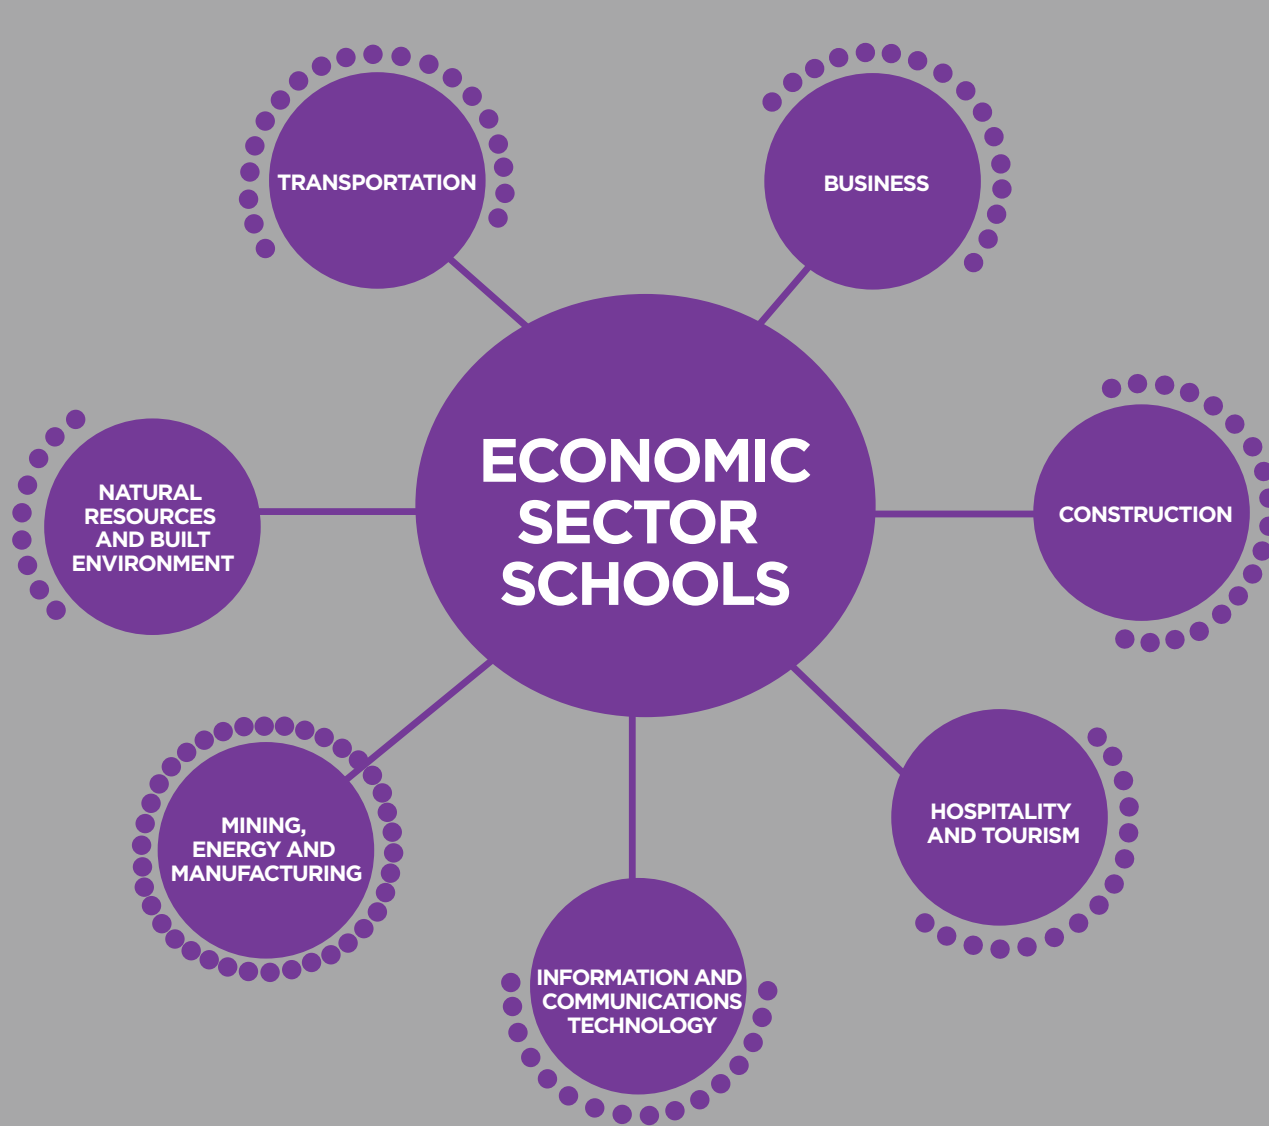 TRANSPORTATION
BUSINESS
ECONOMIC
SECTOR
SCHOOLS
NATURAL
RESOURCES
AND BUILT
ENVIRONMENT
CONSTRUCTION
MINING,
ENERGY AND
MANUFACTURING
HOSPITALITY
AND TOURISM
INFORMATION AND
COMMUNICATIONS
TECHNOLOGY